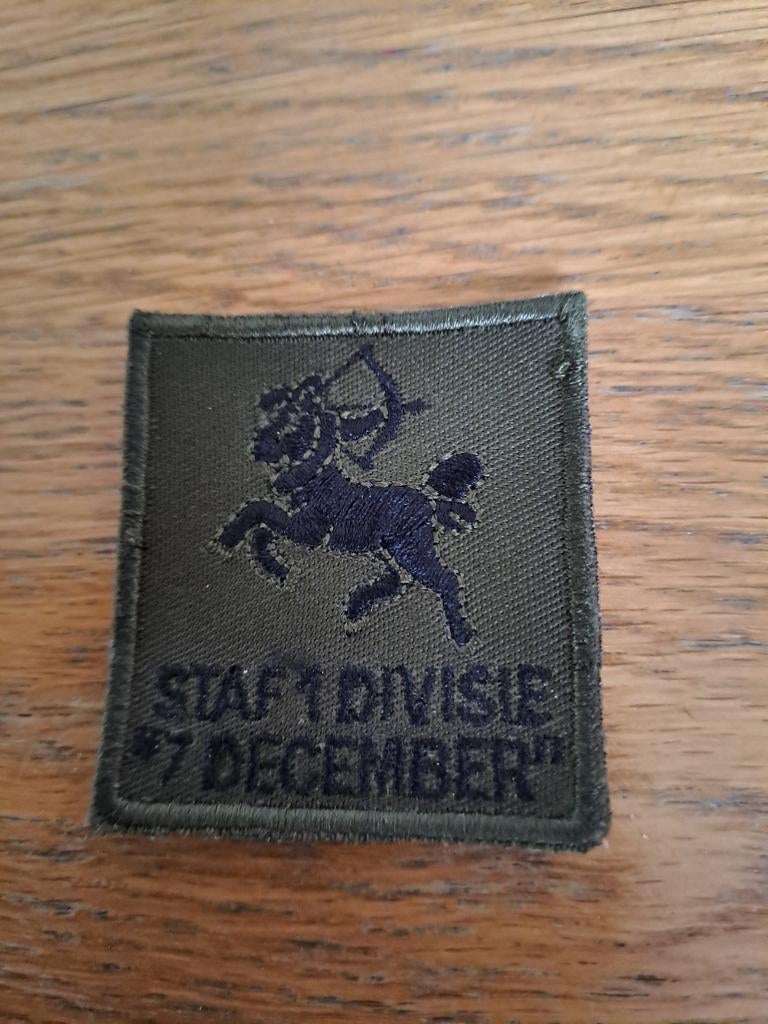 STAF 1 DIVISIE
"7 DECEMBER"